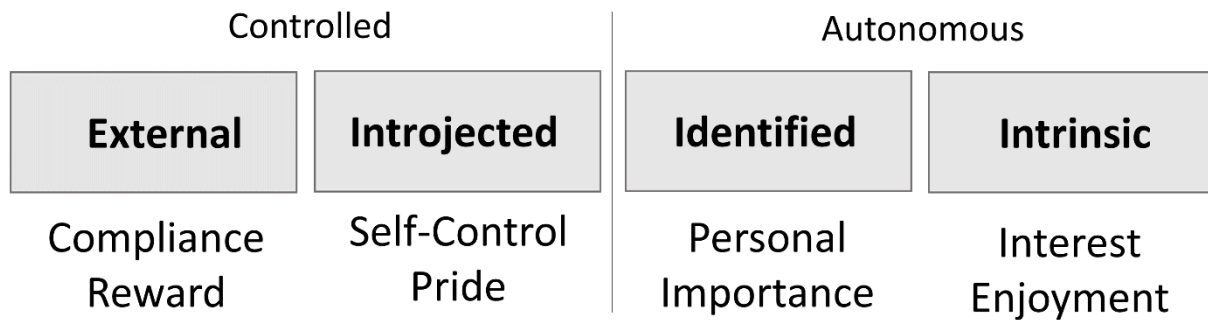 Controlled
Autonomous
External
Introjected
Identified
Intrinsic
Compliance
Reward
Self-Control
Pride
Personal
Importance
Interest
Enjoyment